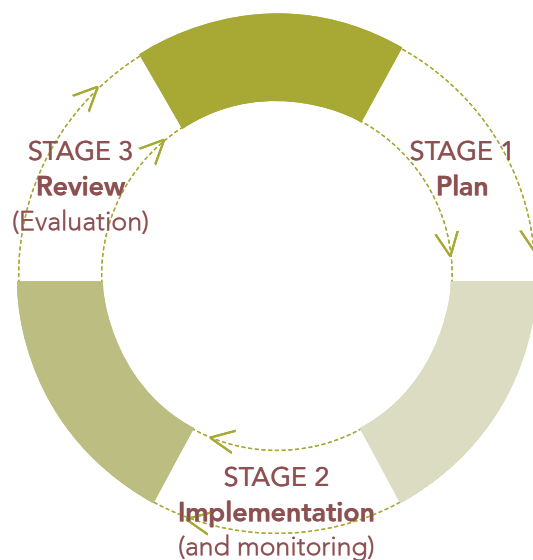 STAGE 1
Plan
STAGE 2
Implementation
(and monitoring)
STAGE 3
Review
(Evaluation)